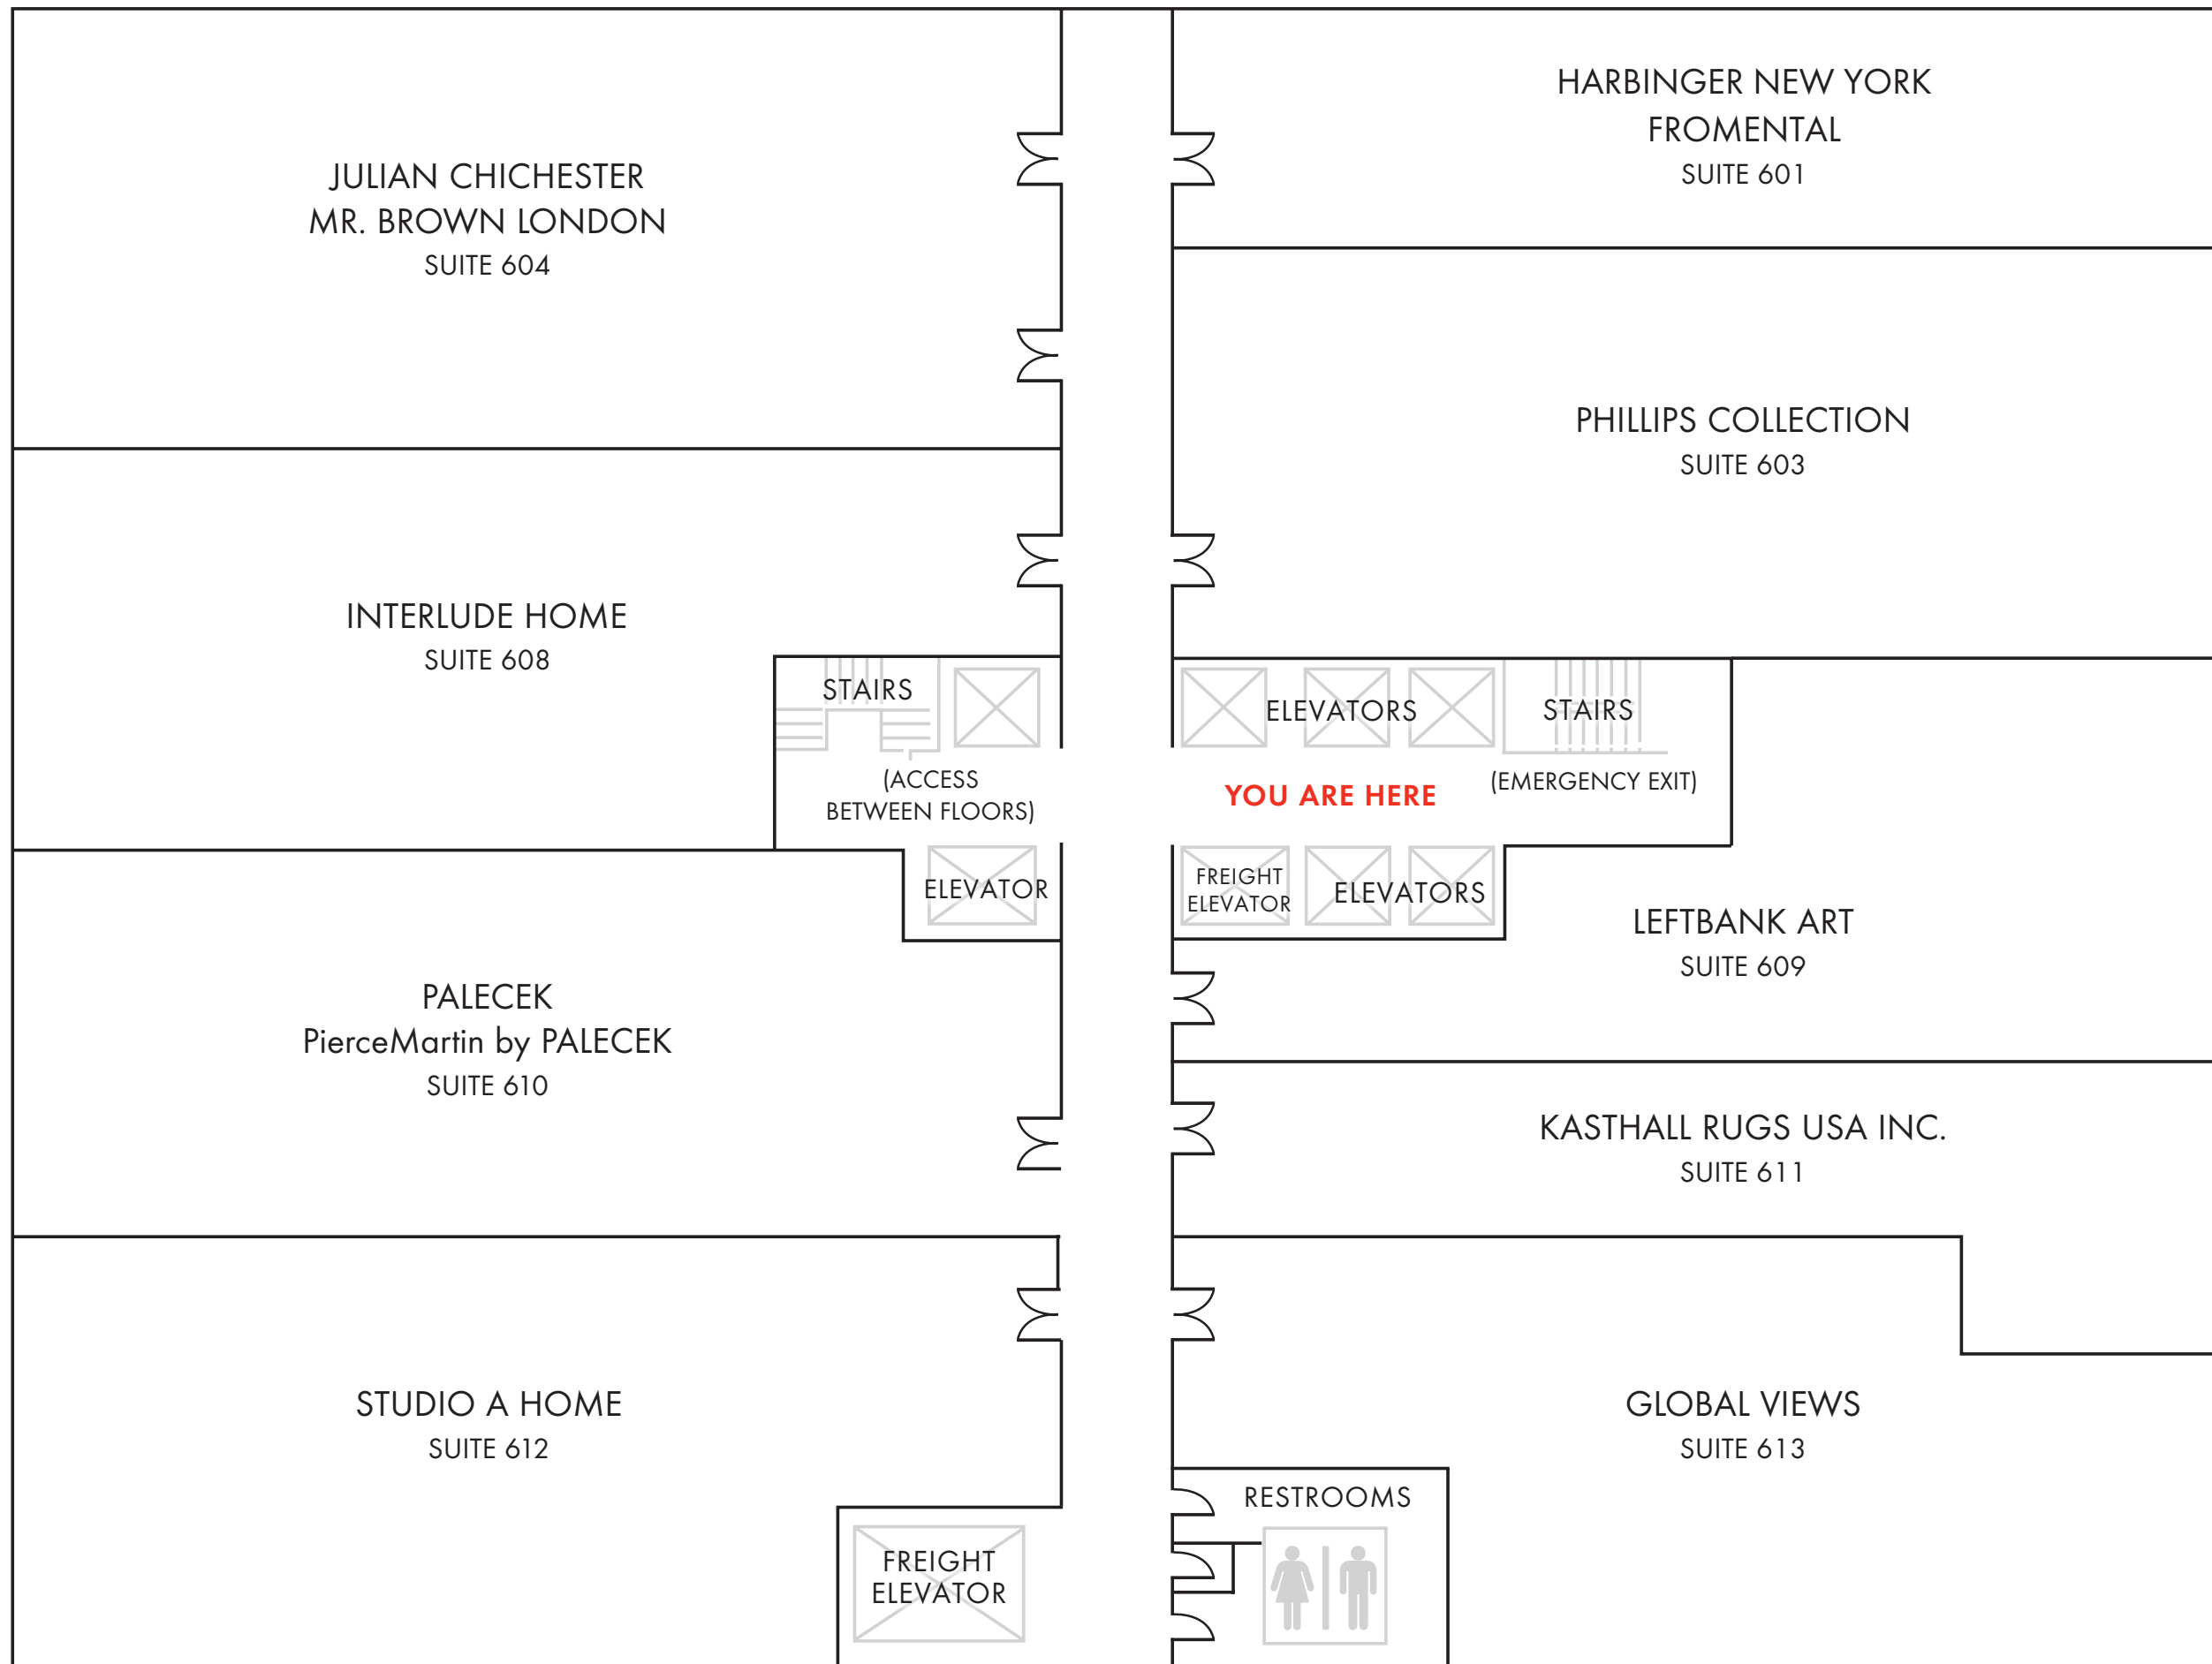 JULIAN CHICHESTER
MR. BROWN LONDON
SUITE 604
HARBINGER NEW YORK
FROMENTAL
SUITE 601
PHILLIPS COLLECTION
SUITE 603
INTERLUDE HOME
SUITE 608
STAIRS
(ACCESS
BETWEEN FLOORS)
ELEVATOR
ELEVATORS
STAIRS
(EMERGENCY EXIT)
YOU ARE HERE
FREIGHT
ELEVATOR
ELEVATORS
LEFTBANK ART
SUITE 609
PALECEK
PierceMartin by PALECEK
SUITE 610
KASTHALL RUGS USA INC.
SUITE 611
STUDIO A HOME
SUITE 612
GLOBAL VIEWS
SUITE 613
FREIGHT
ELEVATOR
RESTROOMS